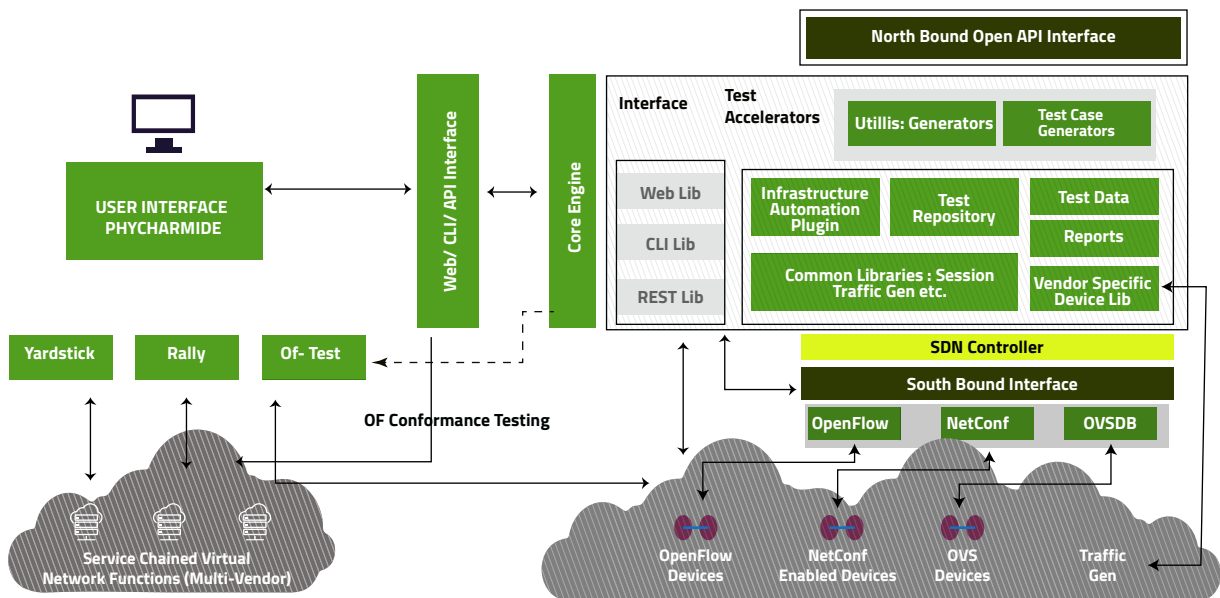 North Bound Open API Interface
USER INTERFACE
PHYCHARMIDE
Web/ CLI/ API Interface
Core Engine
Interface
Test
Accelerators
Utillis: Generators
Test Case
Generators
Web Lib
CLI Lib
REST Lib
Infrastructure
Automation
Plugin
Test
Repository
Test Data
Reports
Common Libraries : Session
Traffic Gen etc.
Vendor Specific
Device Lib
Yardstick
Rally
Of- Test
SDN Controller
South Bound Interface
OpenFlow
NetConf
OVSDB
OF Conformance Testing
Service Chained Virtual
Network Functions (Multi-Vendor)
OpenFlow
Devices
NetConf
Enabled Devices
OVS
Devices
Traffic
Gen